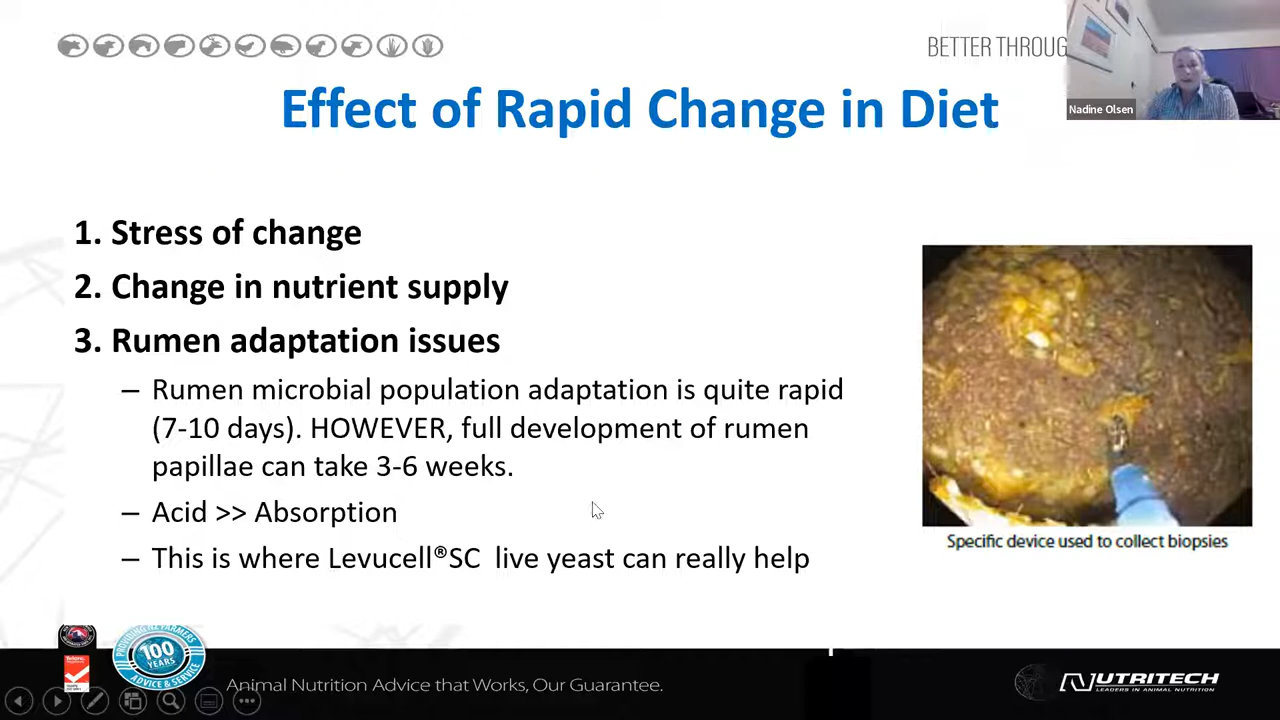 BETTER THROUG
Nadine Olsen
Effect of Rapid Change in Diet
1. Stress of change
2. Change in nutrient supply
3. Rumen adaptation issues
– Rumen microbial population adaptation is quite rapid
(7-10 days). HOWEVER, full development of rumen
papillae can take 3-6 weeks.
– Acid >> Absorption
– This is where Levucell®SC live yeast can really help
Specific device used to collect biopsies
100
YEARS
ADVICE & SERVICE
Animal Nutrition Advice that Works, Our Guarantee.
NUTRITECH
LEADERS IN ANIMAL NUTRITION